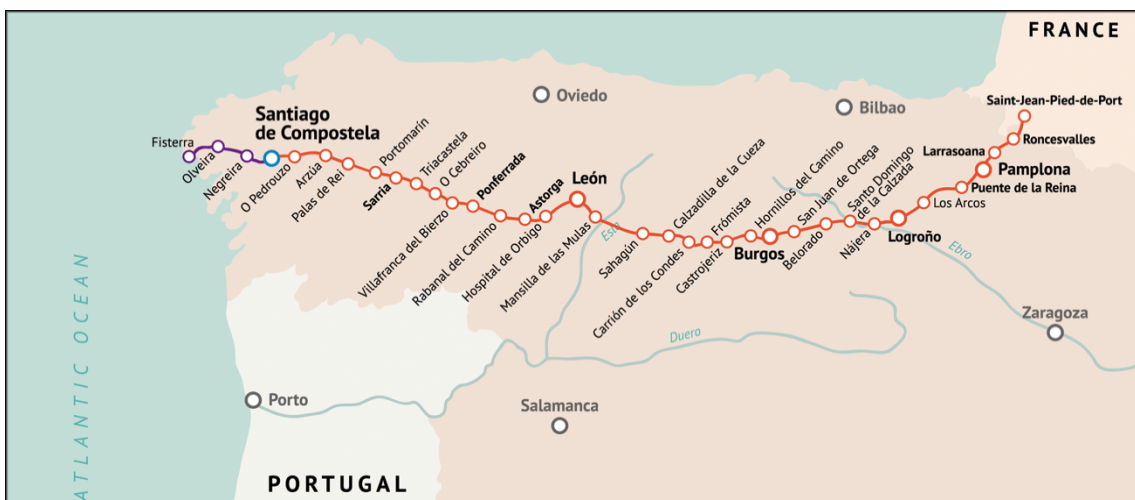 FRANCE
Saint-Jean-Pied-de-Port
Roncesvalles
Larrasoana
Pamplona
Puente de la Reina
Los Arcos
Logroño
Nájera
Santo Domingo
de la Calzada
Belorado
San Juan de Ortega
Burgos
Hornillos del Camino
Castrojeriz
Frómista
Carrión de los Condes
Calzadilla de la Cueza
Sahagún
Mansilla de las Mulas
León
Hospital de Orbigo
Astorga
Rabanal del Camino
Ponferrada
Villafranca del Bierzo
O Cebreiro
Triacastela
Sarria
Portomarín
Palas de Rei
Arzúa
O Pedrouzo
Santiago
de Compostela
Negreira
Olveira
Fisterra
Oviedo
Bilbao
Esla
Ebro
Duero
Zaragoza
Salamanca
Porto
PORTUGAL
ATLANTIC OCEAN